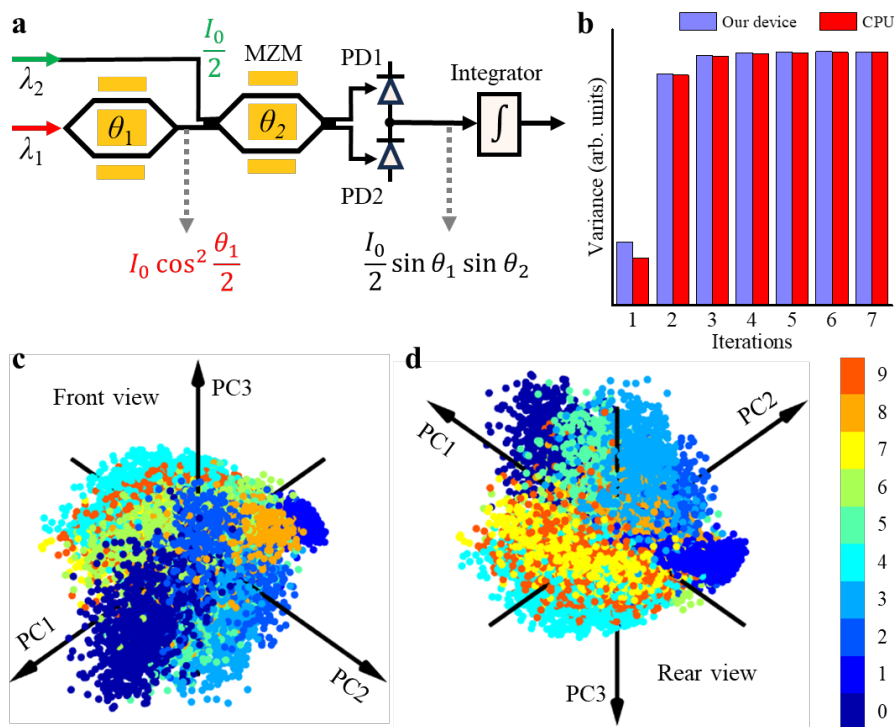 a
I₀/2
MZM
λ₂
λ₁
θ₁
θ₂
PD1
PD2
Integrator
∫
I₀ cos² θ₁/2
I₀/2 sin θ₁ sin θ₂
b
Our device
CPU
Variance (arb. units)
1 2 3 4 5 6 7
Iterations
c
Front view
PC3
PC1
PC2
d
PC1
PC2
PC3
Rear view
9
8
7
6
5
4
3
2
1
0